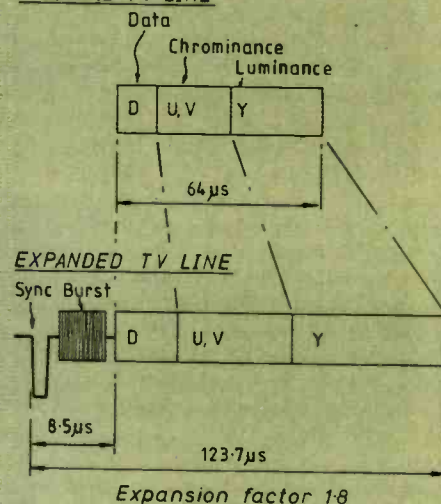 Data
Chrominance
Luminance
D U,V Y
64µs
EXPANDED TV LINE
Sync Burst
D U,V Y
8·5µs
123·7µs
Expansion factor 1·8